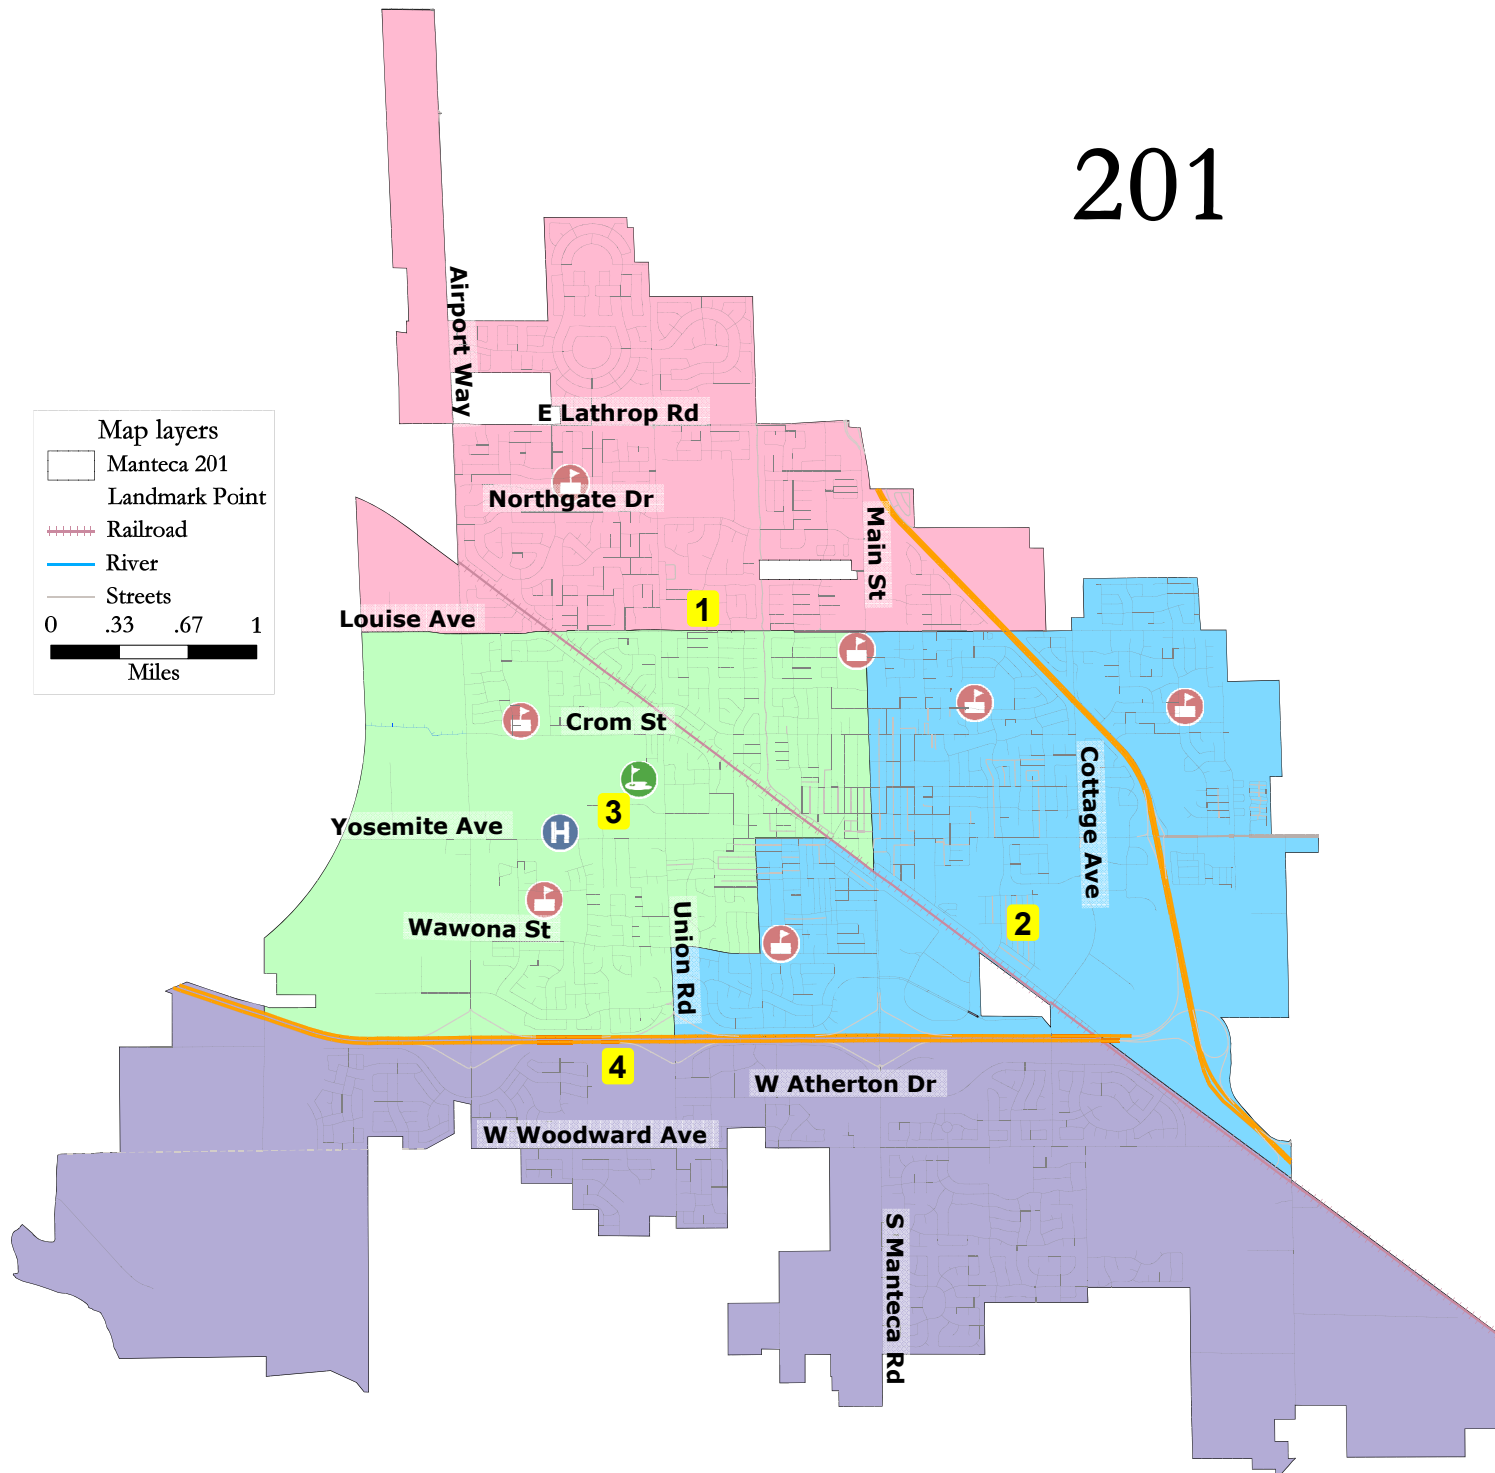 201
Airport Way
E Lathrop Rd
Map layers
Manteca 201
Landmark Point
Railroad
River
Streets
0 .33 .67 1
Miles
Northgate Dr
Main St
1
Louise Ave
Crom St
Cottage Ave
3
Yosemite Ave
H
Wawona St
Union Rd
2
4
W Atherton Dr
W Woodward Ave
S Manteca Rd